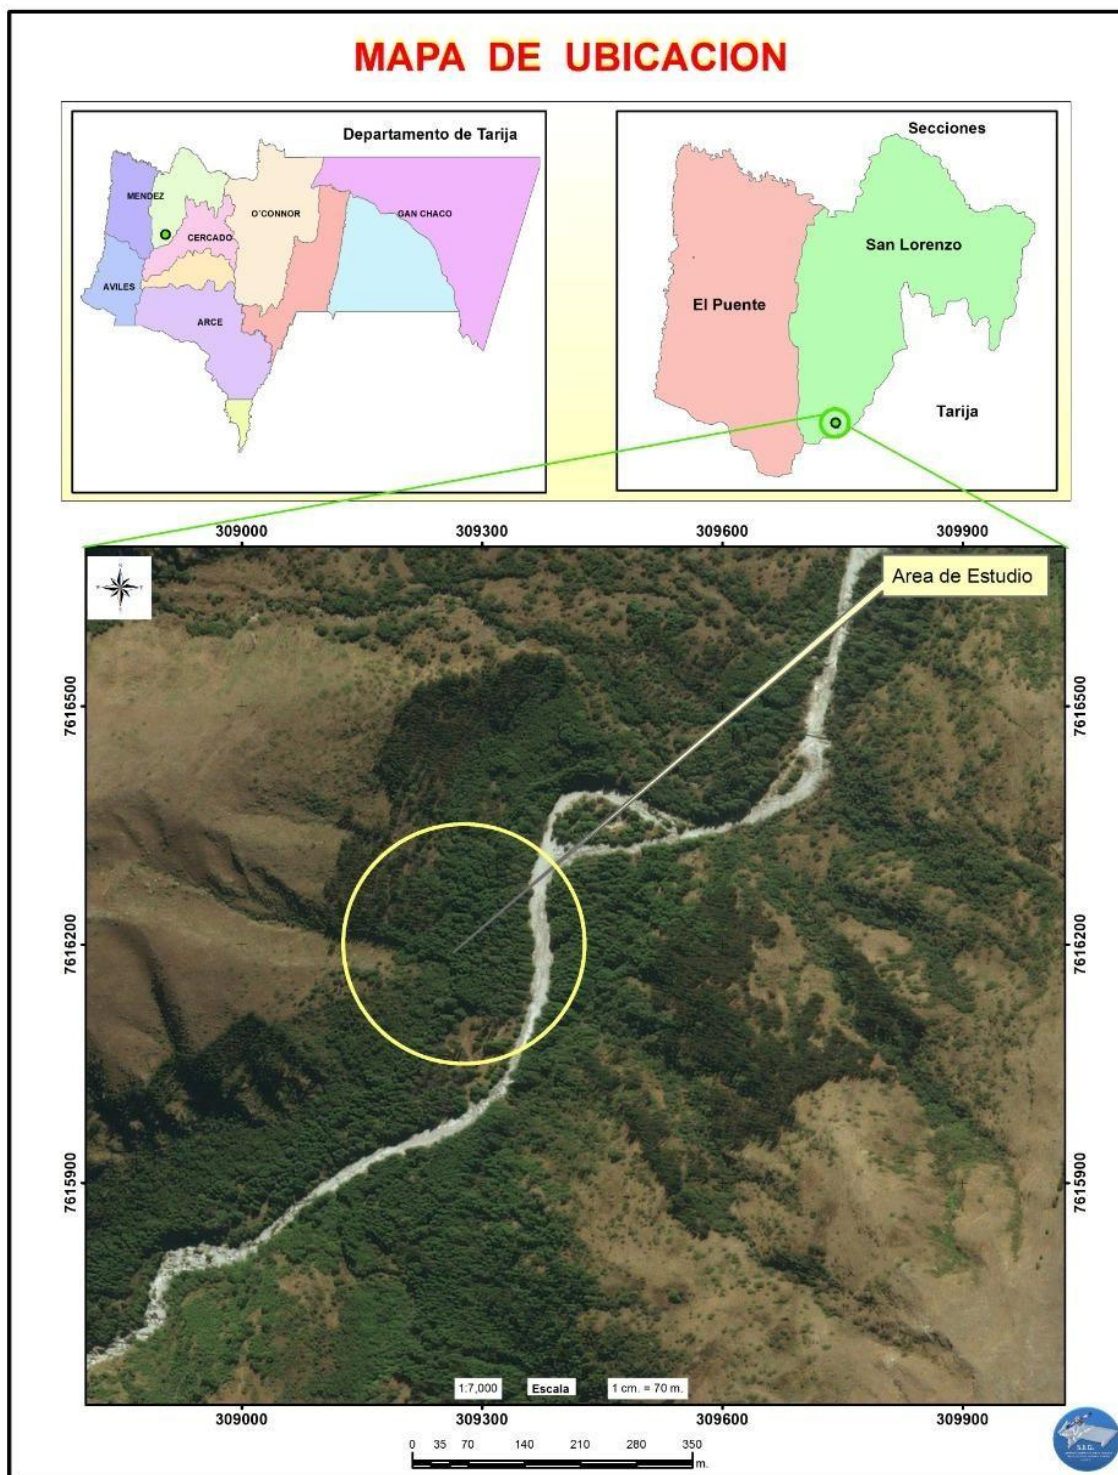 MAPA DE UBICACION
Departamento de Tarija
MENDEZ
O'CONNOR
GAN CHACO
CERCADO
AVILES
ARCE
Secciones
San Lorenzo
El Puente
Tarija
309000 309300 309600 309900
Area de Estudio
7616500 7616500
7616200 7616200
7615900 7615900
1:7,000 Escala 1 cm. = 70 m.
309000 309300 309600 309900
0 35 70 140 210 280 350
m.
S.I.G.